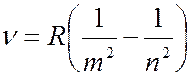 ν = R(1/m² − 1/n²)